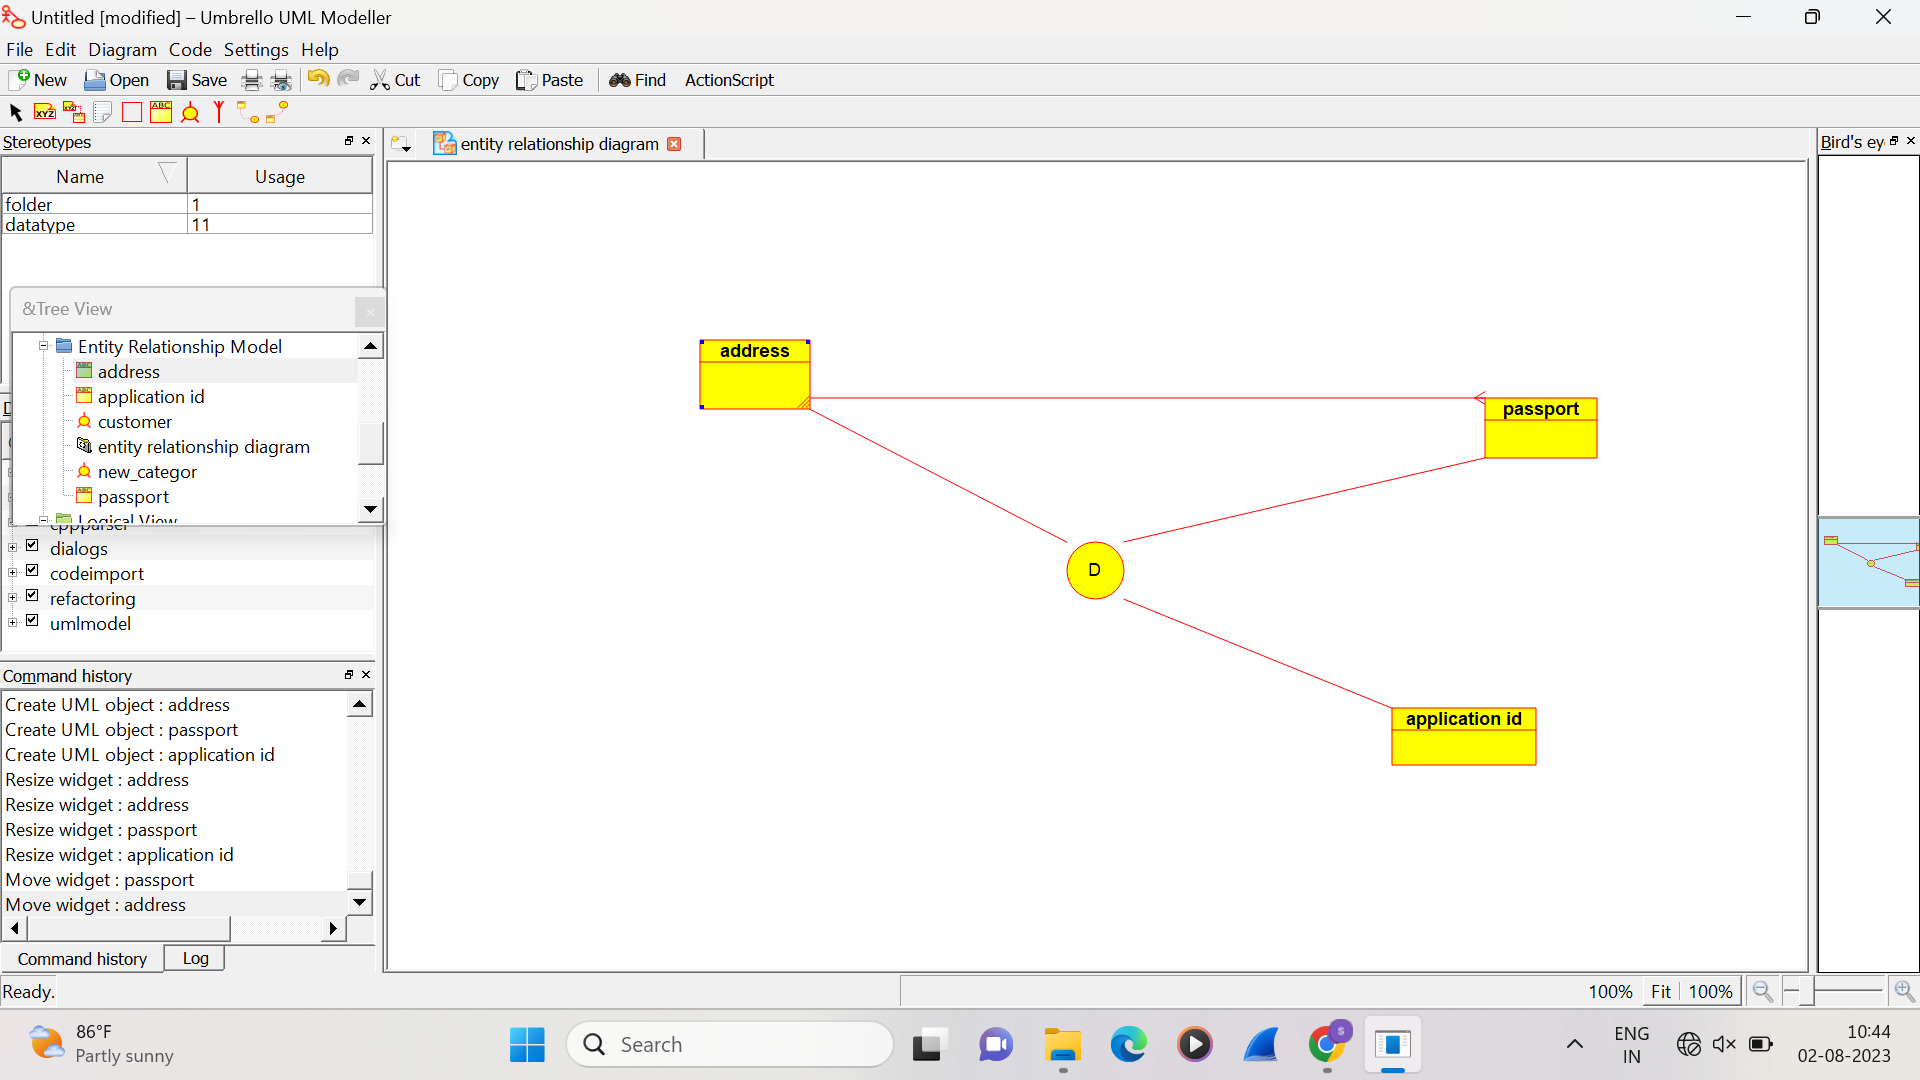 Untitled [modified] – Umbrello UML Modeller
File Edit Diagram Code Settings Help
New Open Save Cut Copy Paste Find ActionScript
XYZ XYZ ABC
Stereotypes
Name Usage
folder 1
datatype 11
&Tree View
Entity Relationship Model
address
application id
customer
entity relationship diagram
new_categor
passport
Logical View
cppparser
dialogs
codeimport
refactoring
umlmodel
Command history
Create UML object : address
Create UML object : passport
Create UML object : application id
Resize widget : address
Resize widget : address
Resize widget : passport
Resize widget : application id
Move widget : passport
Move widget : address
Command history Log
Ready.
entity relationship diagram
address
passport
D
application id
Bird's ey
100% Fit 100%
86°F
Partly sunny
Search
S
ENG
IN
10:44
02-08-2023